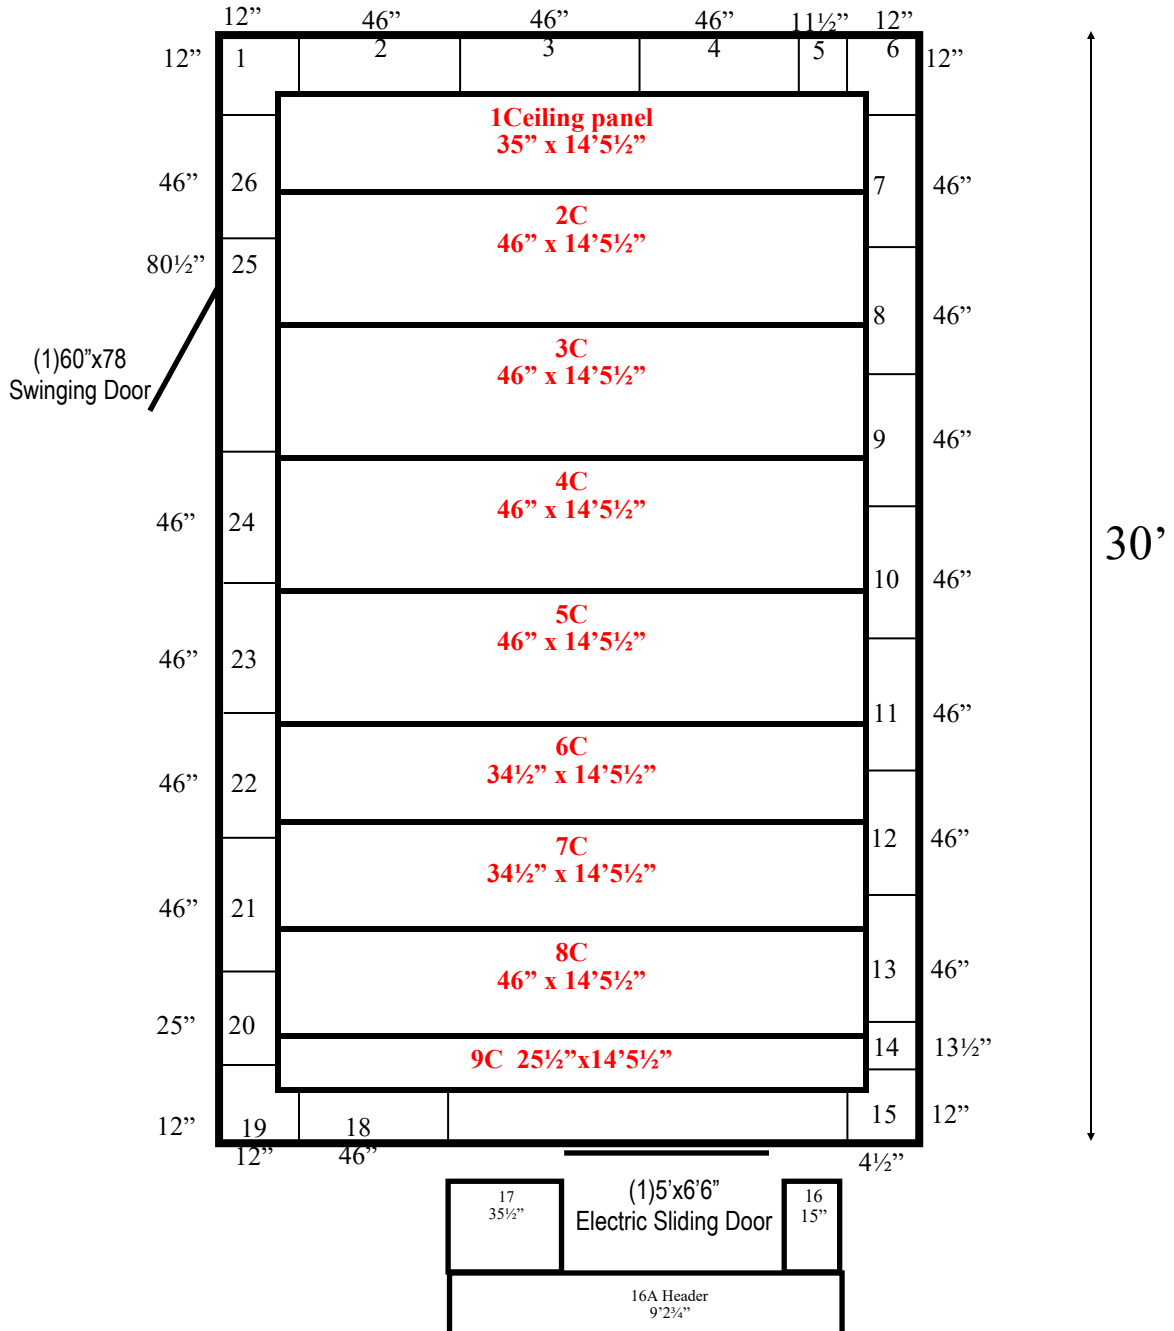 12” 46” 46” 46” 11½” 12”
12” 1 2 3 4 5 6 12”
1Ceiling panel
35” x 14’5½”
46” 26 7 46”
2C
46” x 14’5½”
80½” 25
8 46”
(1)60”x78
Swinging Door
3C
46” x 14’5½”
9 46”
4C
46” x 14’5½”
46” 24
30’
10 46”
5C
46” x 14’5½”
46” 23
11 46”
6C
34½” x 14’5½”
46” 22
7C
34½” x 14’5½”
12 46”
46” 21
8C
46” x 14’5½”
13 46”
25” 20
14 13½”
9C 25½”x14’5½”
12” 19 18 15 12”
12” 46” 4½”
17
35½”
(1)5’x6’6”
Electric Sliding Door
16
15”
16A Header
9’2¾”